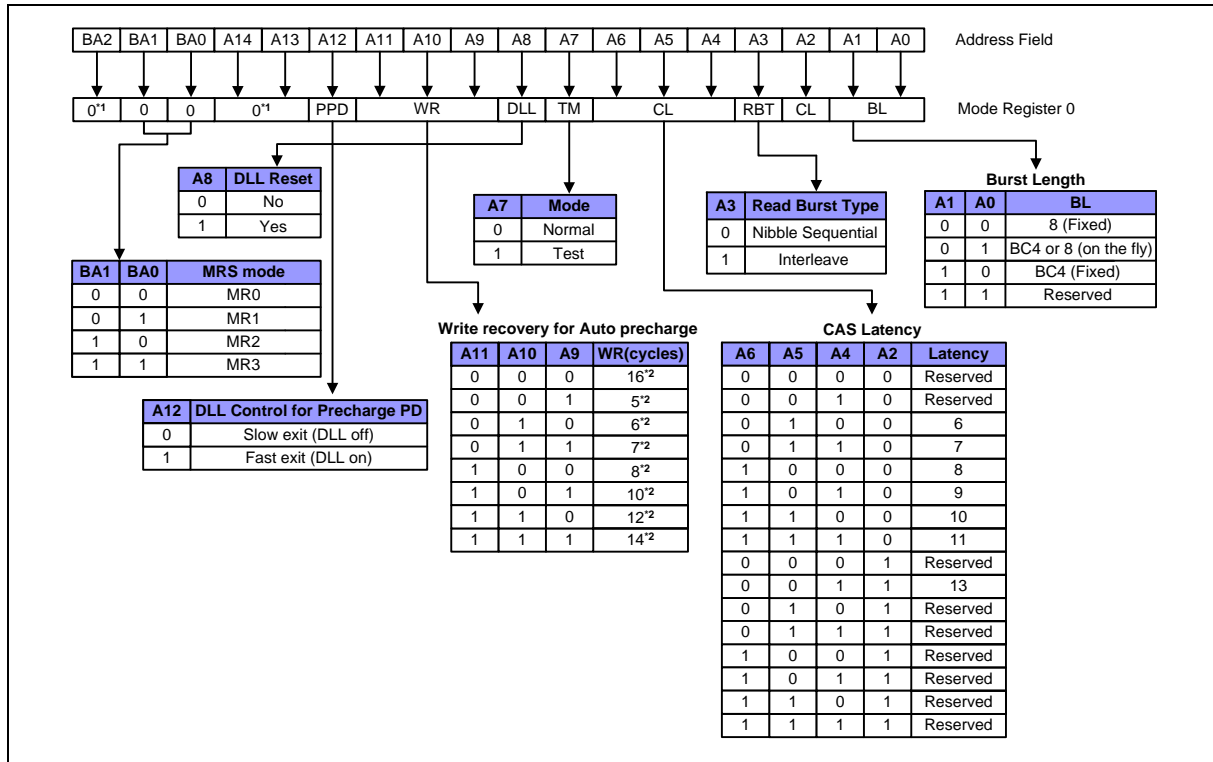 BA2 BA1 BA0 A14 A13 A12 A11 A10 A9 A8 A7 A6 A5 A4 A3 A2 A1 A0 Address Field
0*1 0 0 0*1 PPD WR DLL TM CL RBT CL BL Mode Register 0
A8 DLL Reset
0 No
1 Yes
A7 Mode
0 Normal
1 Test
A3 Read Burst Type
0 Nibble Sequential
1 Interleave
Burst Length
A1 A0 BL
0 0 8 (Fixed)
0 1 BC4 or 8 (on the fly)
1 0 BC4 (Fixed)
1 1 Reserved
BA1 BA0 MRS mode
0 0 MR0
0 1 MR1
1 0 MR2
1 1 MR3
A12 DLL Control for Precharge PD
0 Slow exit (DLL off)
1 Fast exit (DLL on)
Write recovery for Auto precharge
A11 A10 A9 WR(cycles)
0 0 0 16*2
0 0 1 5*2
0 1 0 6*2
0 1 1 7*2
1 0 0 8*2
1 0 1 10*2
1 1 0 12*2
1 1 1 14*2
CAS Latency
A6 A5 A4 A2 Latency
0 0 0 0 Reserved
0 0 1 0 Reserved
0 1 0 0 6
0 1 1 0 7
1 0 0 0 8
1 0 1 0 9
1 1 0 0 10
1 1 1 0 11
0 0 0 1 Reserved
0 0 1 1 13
0 1 0 1 Reserved
0 1 1 1 Reserved
1 0 0 1 Reserved
1 0 1 1 Reserved
1 1 0 1 Reserved
1 1 1 1 Reserved